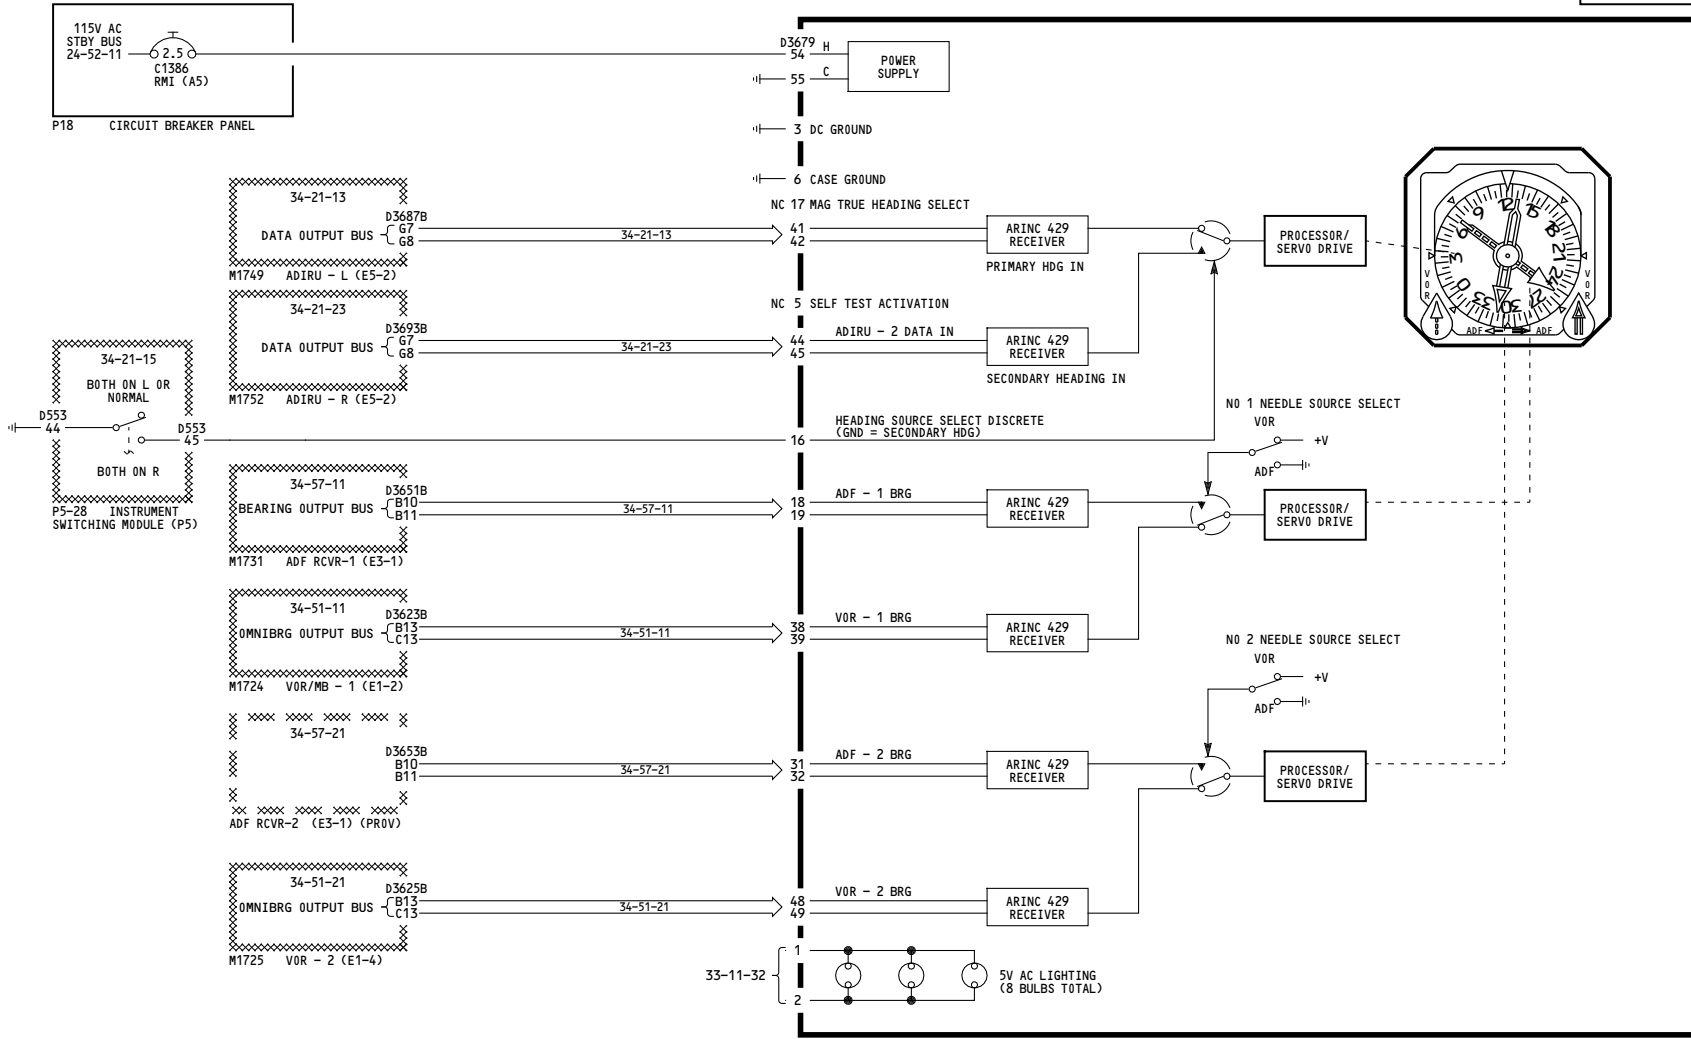 115V AC
STBY BUS
24-52-11
2.5
C1386
RMI (A5)
P18 CIRCUIT BREAKER PANEL
D3679
54 H
55 C
POWER
SUPPLY
3 DC GROUND
6 CASE GROUND
NC 17 MAG TRUE HEADING SELECT
34-21-13
DATA OUTPUT BUS
D3687B
G7
G8
34-21-13
41
42
ARINC 429
RECEIVER
PRIMARY HDG IN
PROCESSOR/
SERVO DRIVE
M1749 ADIRU - L (E5-2)
34-21-23
DATA OUTPUT BUS
D3693B
G7
G8
34-21-23
NC 5 SELF TEST ACTIVATION
44
45
ADIRU - 2 DATA IN
ARINC 429
RECEIVER
SECONDARY HEADING IN
M1752 ADIRU - R (E5-2)
12
15
18
21
24
27
30
33
0
3
6
9
VOR
VOR
ADF
ADF
34-21-15
BOTH ON L OR
NORMAL
D553
44
D553
45
BOTH ON R
P5-28 INSTRUMENT
SWITCHING MODULE (P5)
16
HEADING SOURCE SELECT DISCRETE
(GND = SECONDARY HDG)
NO 1 NEEDLE SOURCE SELECT
VOR
+V
ADF
34-57-11
BEARING OUTPUT BUS
D3651B
B10
B11
34-57-11
18
19
ADF - 1 BRG
ARINC 429
RECEIVER
PROCESSOR/
SERVO DRIVE
M1731 ADF RCVR-1 (E3-1)
34-51-11
OMNIBRG OUTPUT BUS
D3623B
B13
C13
34-51-11
38
39
VOR - 1 BRG
ARINC 429
RECEIVER
M1724 VOR/MB - 1 (E1-2)
NO 2 NEEDLE SOURCE SELECT
VOR
+V
ADF
34-57-21
D3653B
B10
B11
34-57-21
31
32
ADF - 2 BRG
ARINC 429
RECEIVER
PROCESSOR/
SERVO DRIVE
ADF RCVR-2 (E3-1) (PROV)
34-51-21
OMNIBRG OUTPUT BUS
D3625B
B13
C13
34-51-21
48
49
VOR - 2 BRG
ARINC 429
RECEIVER
M1725 VOR - 2 (E1-4)
33-11-32
1
2
5V AC LIGHTING
(8 BULBS TOTAL)